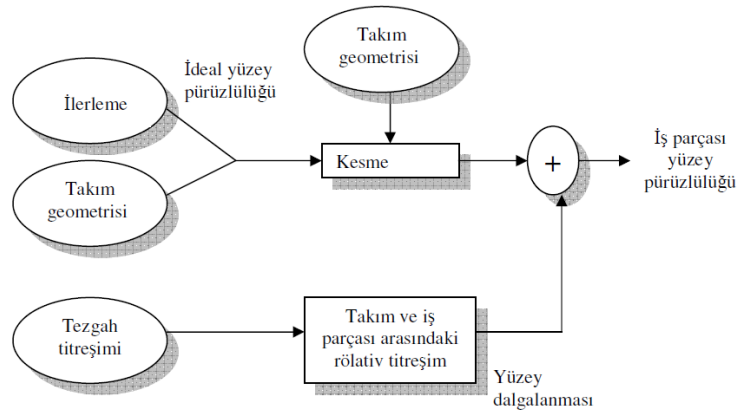 Takım
geometrisi
İdeal yüzey
pürüzlülüğü
İlerleme
Kesme
+
İş parçası
yüzey
pürüzlülüğü
Takım
geometrisi
Tezgah
titreşimi
Takım ve iş
parçası arasındaki
rölativ titreşim
Yüzey
dalgalanması